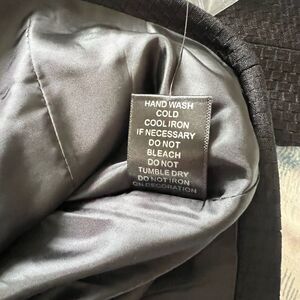 HAND WASH
COLD
COOL IRON
IF NECESSARY
DO NOT
BLEACH
DO NOT
TUMBLE DRY
DO NOT IRON
ON DECORATION